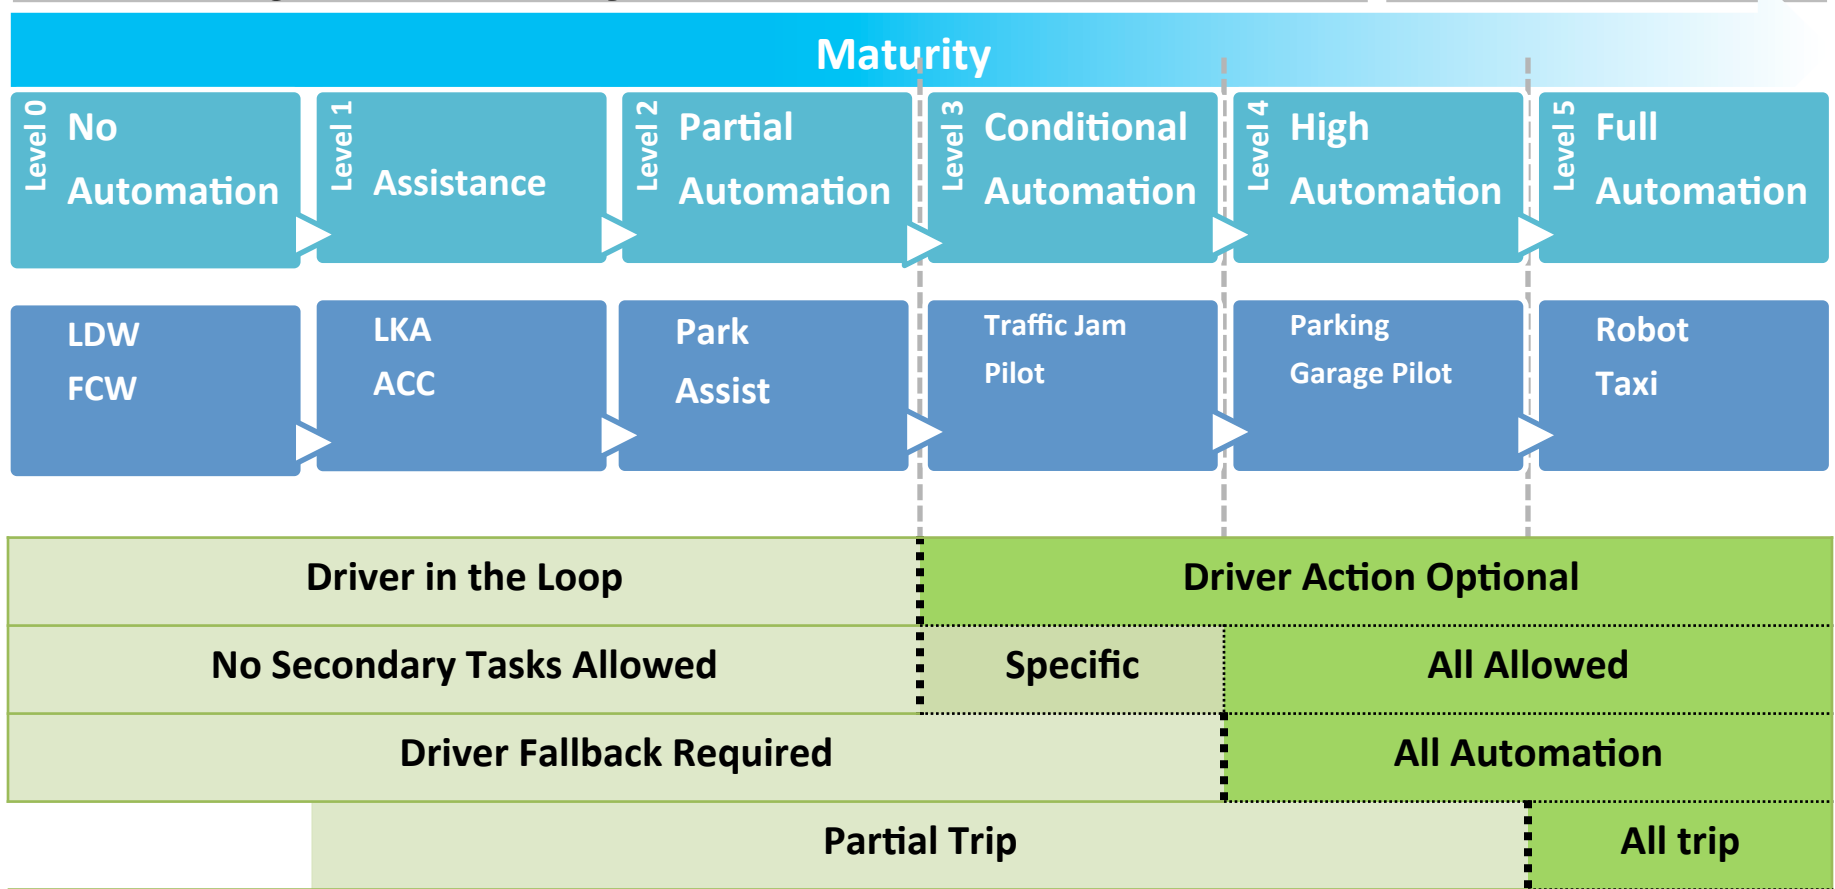 Maturity
Level 0
No
Automation
Level 1
Assistance
Level 2
Partial
Automation
Level 3
Conditional
Automation
Level 4
High
Automation
Level 5
Full
Automation
LDW
FCW
LKA
ACC
Park
Assist
Traffic Jam
Pilot
Parking
Garage Pilot
Robot
Taxi
Driver in the Loop
Driver Action Optional
No Secondary Tasks Allowed
Specific
All Allowed
Driver Fallback Required
All Automation
Partial Trip
All trip